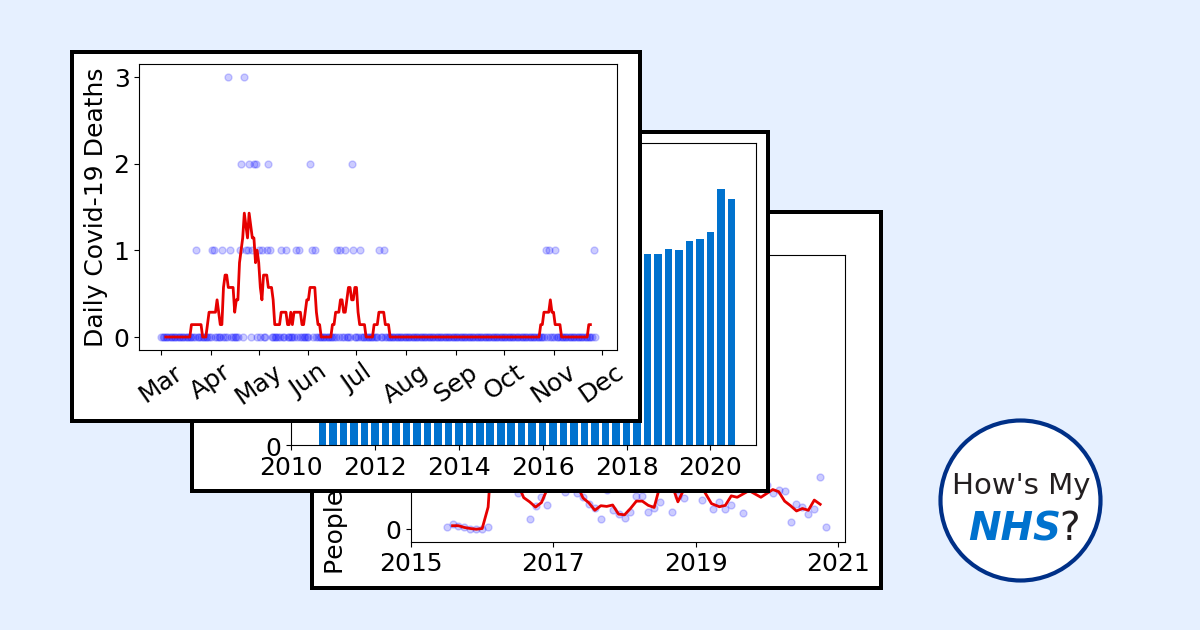 Daily Covid-19 Deaths
3
2
1
0
Mar Apr May Jun Jul Aug Sep Oct Nov Dec
0
2010 2012 2014 2016 2018 2020
People
0
2015 2017 2019 2021
How's My
NHS?